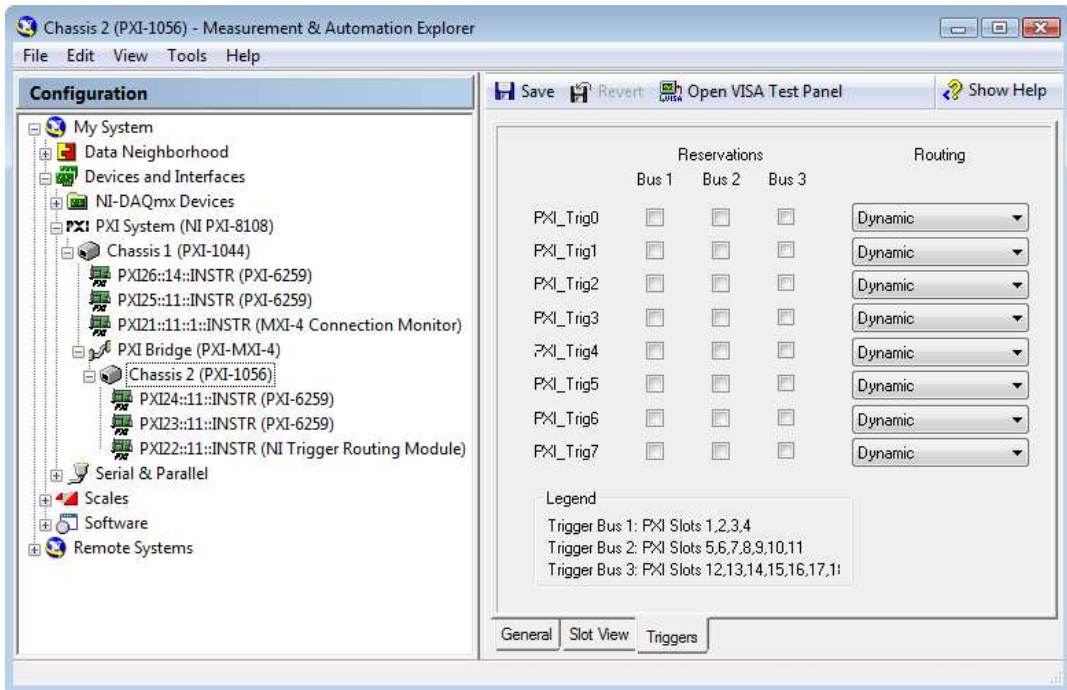 Chassis 2 (PXI-1056) - Measurement & Automation Explorer
File Edit View Tools Help
Configuration
My System
Data Neighborhood
Devices and Interfaces
NI-DAQmx Devices
PXI PXI System (NI PXI-8108)
Chassis 1 (PXI-1044)
PXI26::14::INSTR (PXI-6259)
PXI25::11::INSTR (PXI-6259)
PXI21::11::1::INSTR (MXI-4 Connection Monitor)
PXI Bridge (PXI-MXI-4)
Chassis 2 (PXI-1056)
PXI24::11::INSTR (PXI-6259)
PXI23::11::INSTR (PXI-6259)
PXI22::11::INSTR (NI Trigger Routing Module)
Serial & Parallel
Scales
Software
Remote Systems
Save Revert Open VISA Test Panel Show Help
Reservations Routing
Bus 1 Bus 2 Bus 3
PXI_Trig0 Dynamic
PXI_Trig1 Dynamic
PXI_Trig2 Dynamic
PXI_Trig3 Dynamic
PXI_Trig4 Dynamic
PXI_Trig5 Dynamic
PXI_Trig6 Dynamic
PXI_Trig7 Dynamic
Legend
Trigger Bus 1: PXI Slots 1,2,3,4
Trigger Bus 2: PXI Slots 5,6,7,8,9,10,11
Trigger Bus 3: PXI Slots 12,13,14,15,16,17,
General Slot View Triggers